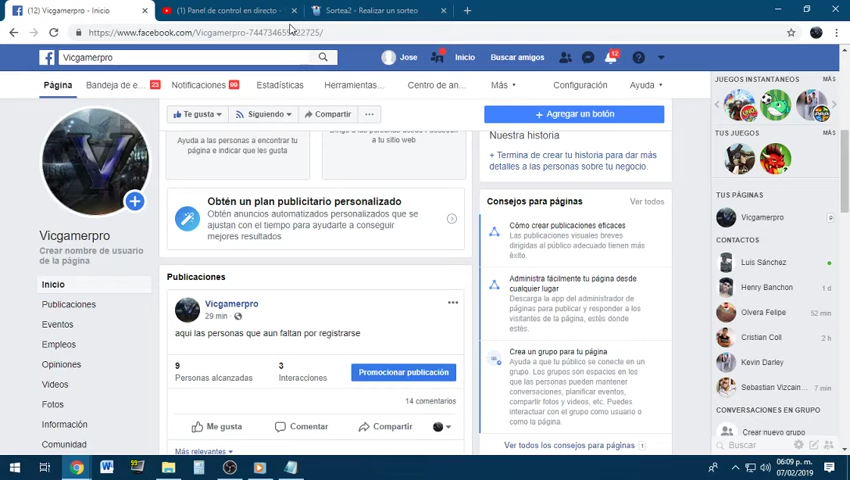 (12) Vicgamerpro - Inicio
(1) Panel de control en directo -
Sortea2 - Realizar un sorteo
Vicgamerpro
Jose
Inicio
Buscar amigos
12
Página
Bandeja de e...
23
Notificaciones
Estadísticas
Herramientas...
Centro de an...
Más
Configuración
Ayuda
Te gusta
Siguiendo
Compartir
Agregar un botón
Ayuda a las personas a encontrar tu
página e indicar que les gusta
a tu sitio web
Nuestra historia
+ Termina de crear tu historia para dar más
detalles a las personas sobre tu negocio.
Obtén un plan publicitario personalizado
Obtén anuncios automatizados personalizados que se
ajustan con el tiempo para ayudarte a conseguir
mejores resultados
Consejos para páginas
Ver todos
Cómo crear publicaciones eficaces
Las publicaciones visuales breves
dirigidas al público adecuado tienen más
éxito.
Administra fácilmente tu página desde
cualquier lugar
Descarga la app del administrador de
páginas para publicar y responder a los
visitantes de la página, estés donde
estés.
Crea un grupo para tu página
Ayuda a que tu público se conecte en un
grupo. Los grupos son espacios en los
que las personas pueden mantener
conversaciones, planificar eventos,
compartir fotos y videos, etc. Puedes
interactuar con el grupo como usuario o
como la página.
Ver todos los consejos para páginas
Vicgamerpro
Crear nombre de usuario
de la página
Inicio
Publicaciones
Eventos
Empleos
Opiniones
Videos
Fotos
Información
Comunidad
Publicaciones
Vicgamerpro
29 min
aqui las personas que aun faltan por registrarse
9
Personas alcanzadas
3
Interacciones
Promocionar publicación
14 comentarios
Me gusta
Comentar
Compartir
Más relevantes
JUEGOS INSTANTÁNEOS
MÁS
TUS JUEGOS
MÁS
TUS PÁGINAS
Vicgamerpro
CONTACTOS
Luis Sánchez
Henry Banchon
1 d
Olvera Felipe
52 min
Cristian Coll
2 h
Kevin Darley
Sebastian Vizcain...
7 min
CONVERSACIONES EN GRUPO
Crear nuevo grupo
Buscar
06:09 p. m.
07/02/2019